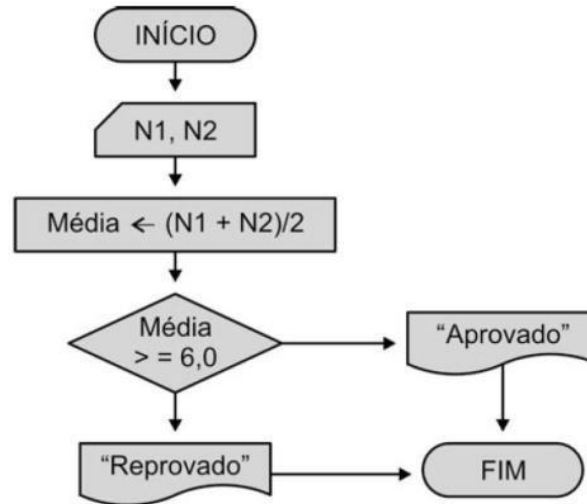 INÍCIO
N1, N2
Média ← (N1 + N2)/2
Média
> = 6,0
“Aprovado”
“Reprovado”
FIM